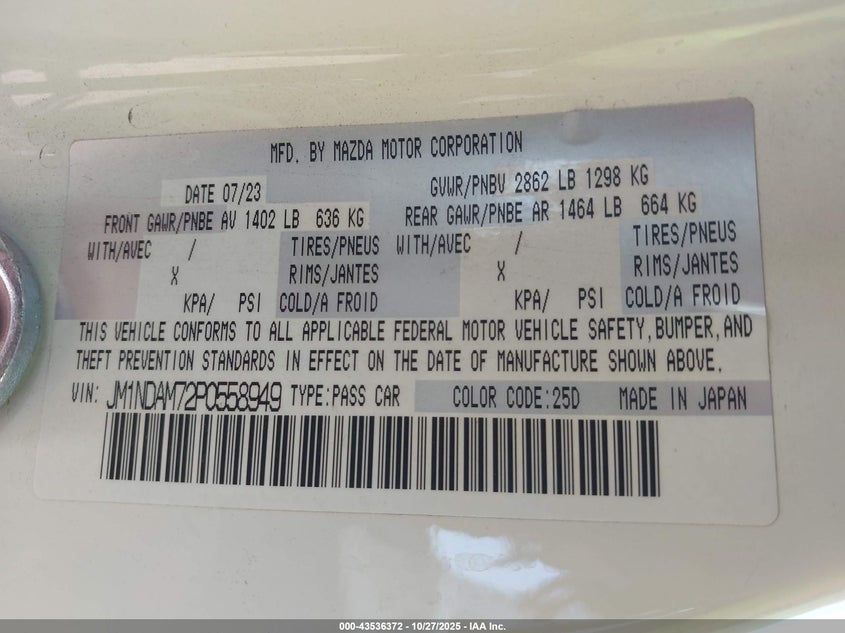 MFD. BY MAZDA MOTOR CORPORATION
DATE 07/23 GVWR/PNBV 2862 LB 1298 KG
FRONT GAWR/PNBE AV 1402 LB 636 KG REAR GAWR/PNBE AR 1464 LB 664 KG
WITH/AVEC / TIRES/PNEUS WITH/AVEC / TIRES/PNEUS
X RIMS/JANTES X RIMS/JANTES
KPA/ PSI COLD/A FROID KPA/ PSI COLD/A FROID
THIS VEHICLE CONFORMS TO ALL APPLICABLE FEDERAL MOTOR VEHICLE SAFETY, BUMPER, AND
THEFT PREVENTION STANDARDS IN EFFECT ON THE DATE OF MANUFACTURE SHOWN ABOVE.
VIN: JM1NDAM72P0558949 TYPE:PASS CAR COLOR CODE:25D MADE IN JAPAN
000-43536372 - 10/27/2025 - IAA Inc.